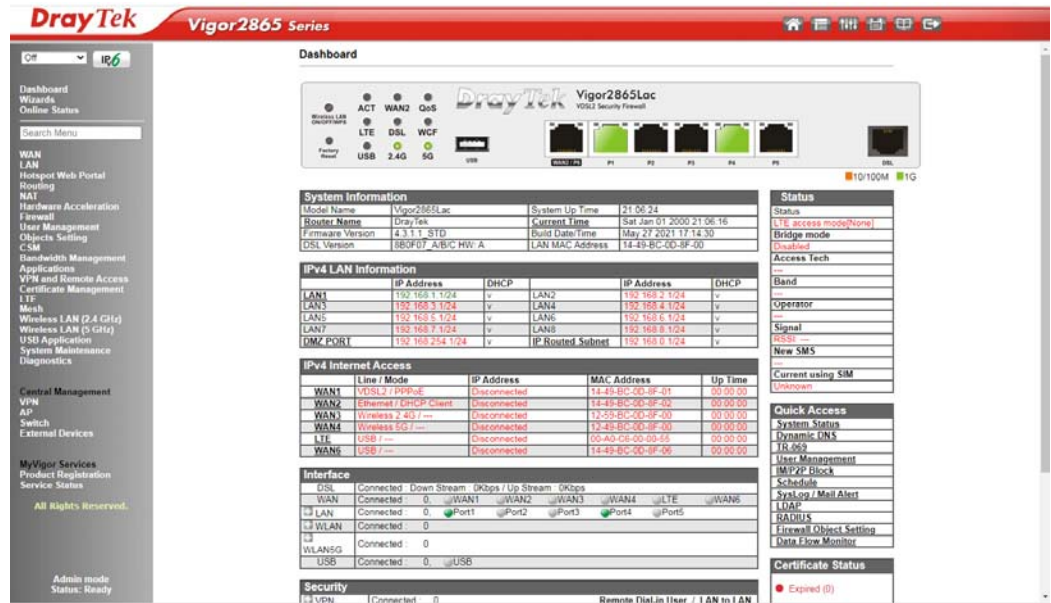 DrayTek Vigor2865 Series
Off IPv6
Dashboard
Wizards
Online Status
Search Menu
WAN
LAN
Hotspot Web Portal
Routing
NAT
Hardware Acceleration
Firewall
User Management
Objects Setting
CSM
Bandwidth Management
Applications
VPN and Remote Access
Certificate Management
LTE
Mesh
Wireless LAN (2.4 GHz)
Wireless LAN (5 GHz)
USB Application
System Maintenance
Diagnostics
Central Management
VPN
AP
Switch
External Devices
MyVigor Services
Product Registration
Service Status
All Rights Reserved.
Admin mode
Status: Ready
Dashboard
DrayTek Vigor2865Lac
VDSL2 Security Firewall
Wireless LAN
ON/OFF/WPS
ACT WAN2 QoS
LTE DSL WCF
Factory
Reset
USB 2.4G 5G
USB WAN2 / P6 P1 P2 P3 P4 P5 DSL
10/100M 1G
System Information
Model Name Vigor2865Lac System Up Time 21:06:24
Router Name DrayTek Current Time Sat Jan 01 2000 21:06:16
Firmware Version 4.3.1.1_STD Build Date/Time May 27 2021 17:14:30
DSL Version 8B0F07_A/B/C HW: A LAN MAC Address 14-49-BC-0D-8F-00
IPv4 LAN Information
IP Address DHCP IP Address DHCP
LAN1 192.168.1.1/24 v LAN2 192.168.2.1/24 v
LAN3 192.168.3.1/24 v LAN4 192.168.4.1/24 v
LAN5 192.168.5.1/24 v LAN6 192.168.6.1/24 v
LAN7 192.168.7.1/24 v LAN8 192.168.8.1/24 v
DMZ PORT 192.168.254.1/24 v IP Routed Subnet 192.168.0.1/24 v
IPv4 Internet Access
Line / Mode IP Address MAC Address Up Time
WAN1 VDSL2 / PPPoE Disconnected 14-49-BC-0D-8F-01 00:00:00
WAN2 Ethernet / DHCP Client Disconnected 14-49-BC-0D-8F-02 00:00:00
WAN3 Wireless 2.4G / --- Disconnected 12-59-BC-0D-8F-00 00:00:00
WAN4 Wireless 5G / --- Disconnected 12-49-BC-0D-8F-00 00:00:00
LTE USB / --- Disconnected 00-A0-C6-00-00-55 00:00:00
WAN6 USB / --- Disconnected 14-49-BC-0D-8F-06 00:00:00
Interface
DSL Connected : Down Stream : 0Kbps / Up Stream : 0Kbps
WAN Connected : 0, WAN1 WAN2 WAN3 WAN4 LTE WAN6
LAN Connected : 0, Port1 Port2 Port3 Port4 Port5
WLAN Connected : 0
WLAN5G Connected : 0
USB Connected : 0, USB
Security
VPN Connected : 0 Remote Dial-in User / LAN to LAN
Status
Status
LTE access mode[None]
Bridge mode
Disabled
Access Tech
---
Band
---
Operator
---
Signal
RSSI: ---
New SMS
---
Current using SIM
Unknown
Quick Access
System Status
Dynamic DNS
TR-069
User Management
IM/P2P Block
Schedule
SysLog / Mail Alert
LDAP
RADIUS
Firewall Object Setting
Data Flow Monitor
Certificate Status
Expired (0)